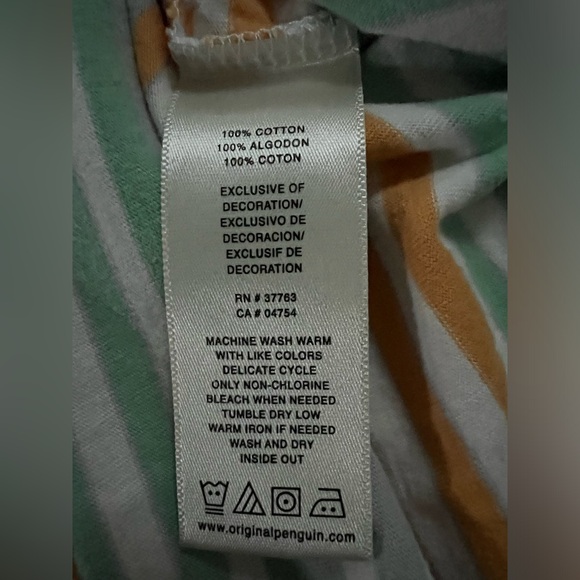 100% COTTON
100% ALGODON
100% COTON
EXCLUSIVE OF
DECORATION/
EXCLUSIVO DE
DECORACION/
EXCLUSIF DE
DECORATION
RN # 37763
CA # 04754
MACHINE WASH WARM
WITH LIKE COLORS
DELICATE CYCLE
ONLY NON-CHLORINE
BLEACH WHEN NEEDED
TUMBLE DRY LOW
WARM IRON IF NEEDED
WASH AND DRY
INSIDE OUT
www.originalpenguin.com